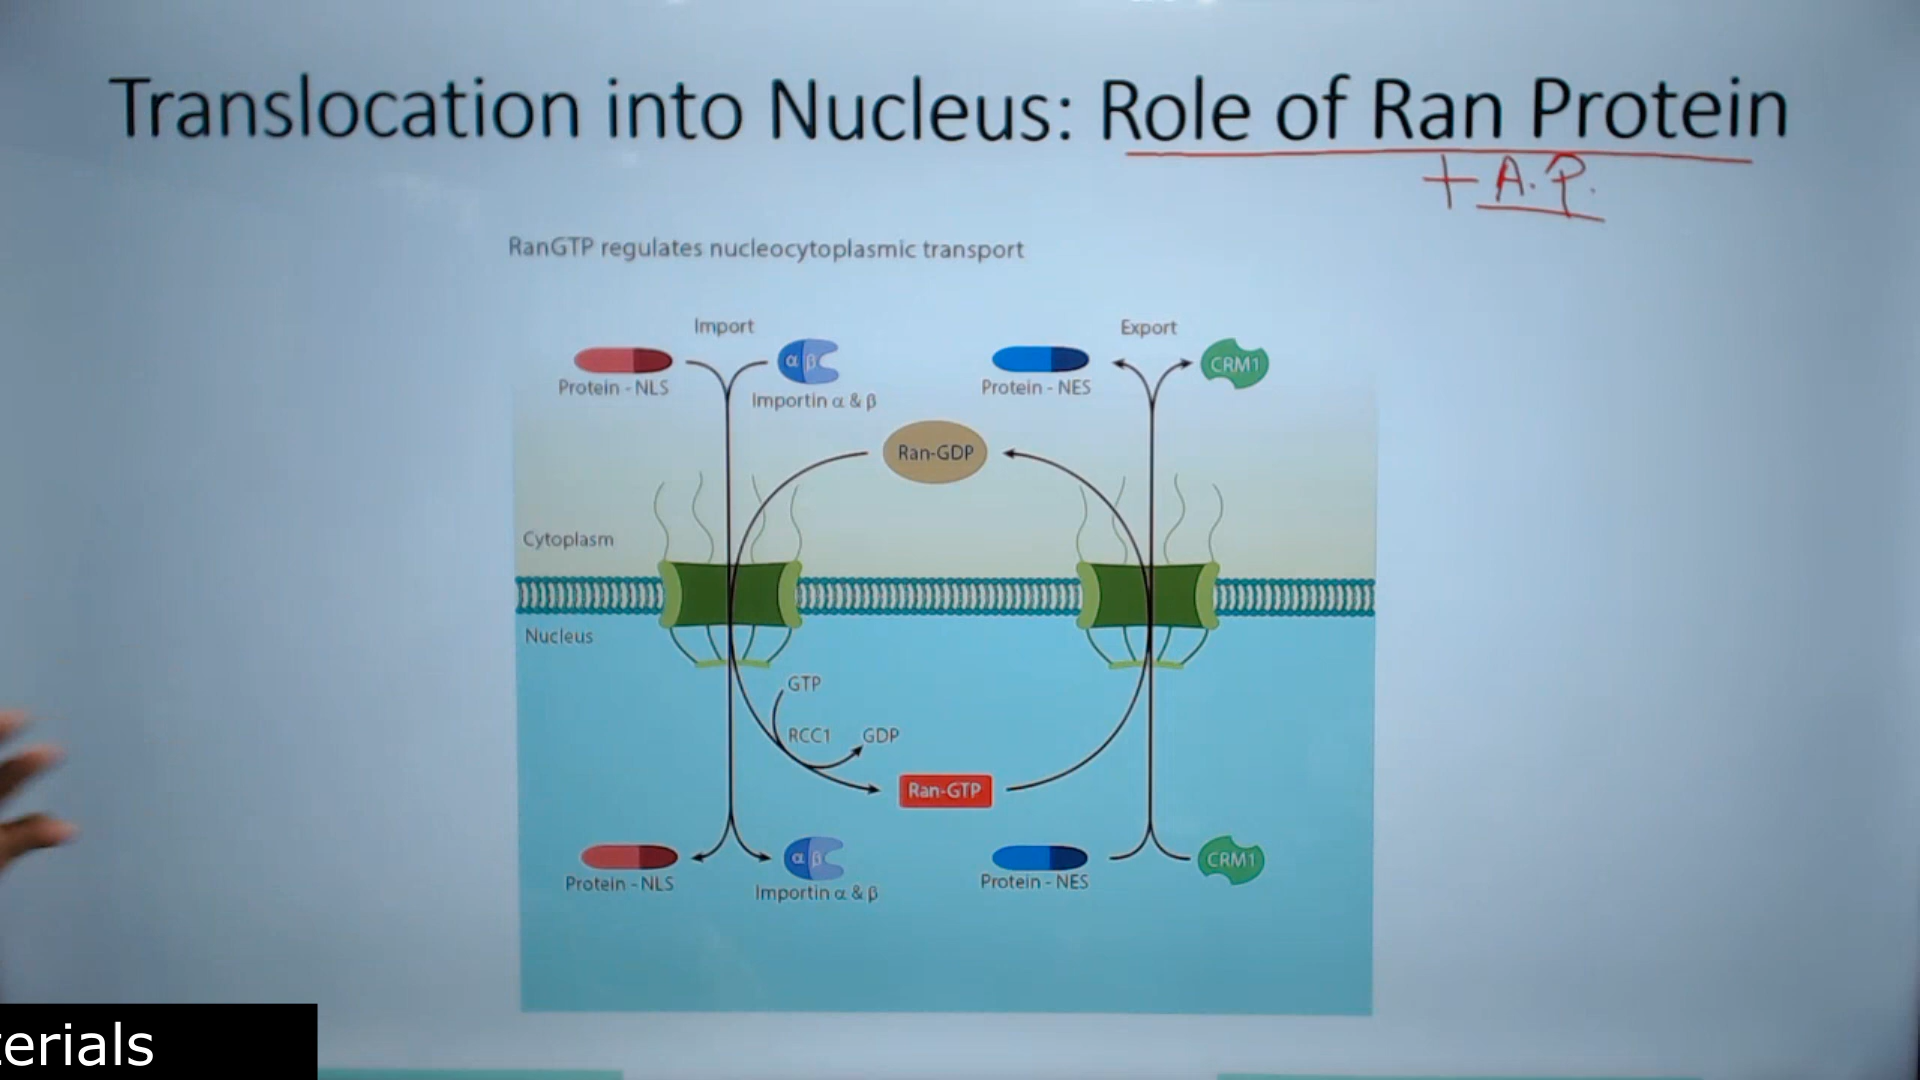 Translocation into Nucleus: Role of Ran Protein
+ A.P.
RanGTP regulates nucleocytoplasmic transport
Import
Export
α β
CRM1
Protein - NLS
Importin α & β
Protein - NES
Ran-GDP
Cytoplasm
Nucleus
GTP
RCC1
GDP
Ran-GTP
α β
CRM1
Protein - NLS
Importin α & β
Protein - NES
erials